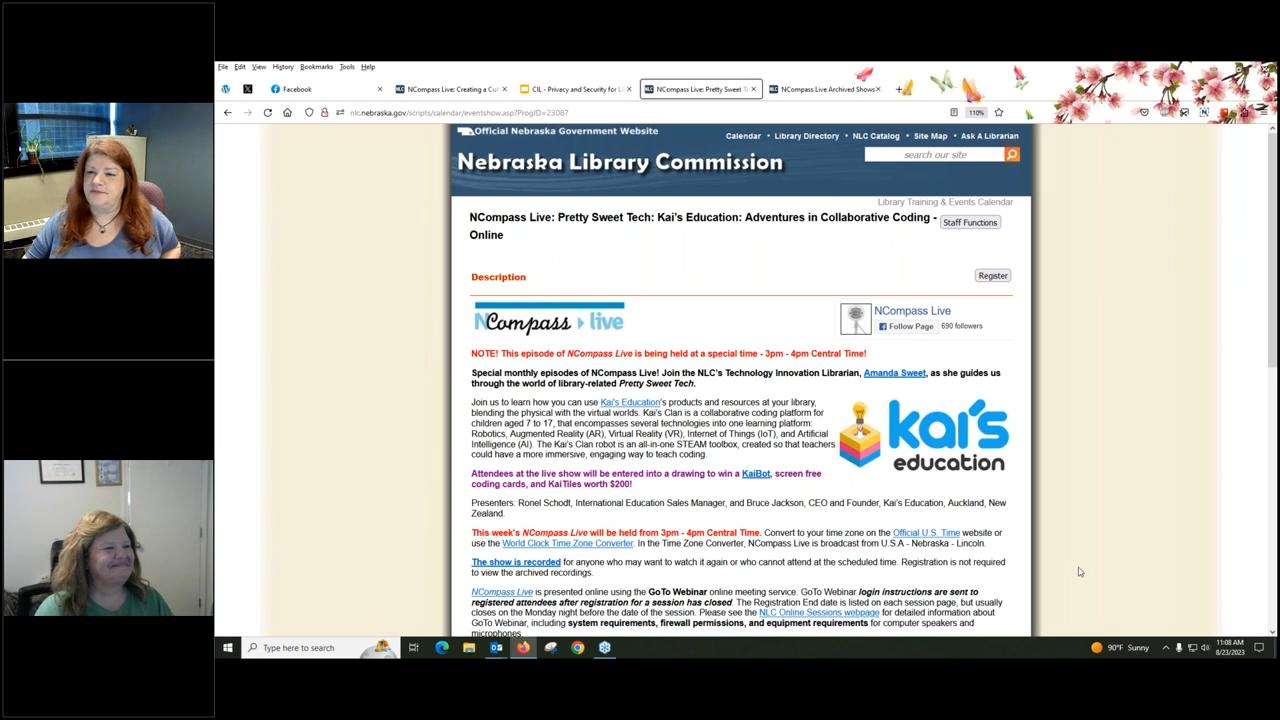 File Edit View History Bookmarks Tools Help
Facebook
NCompass Live: Creating a Cul
CIL - Privacy and Security for Li
NCompass Live: Pretty Sweet T
NCompass Live Archived Shows
nlc.nebraska.gov/scripts/calendar/eventshow.asp?ProgID=23087
110%
Official Nebraska Government Website
Calendar • Library Directory • NLC Catalog • Site Map • Ask A Librarian
Nebraska Library Commission
search our site
Library Training & Events Calendar
NCompass Live: Pretty Sweet Tech: Kai's Education: Adventures in Collaborative Coding -
Online
Staff Functions
Description
Register
NCompass live
NCompass Live
Follow Page 690 followers
NOTE! This episode of NCompass Live is being held at a special time - 3pm - 4pm Central Time!
Special monthly episodes of NCompass Live! Join the NLC's Technology Innovation Librarian, Amanda Sweet, as she guides us
through the world of library-related Pretty Sweet Tech.
Join us to learn how you can use Kai's Education's products and resources at your library,
blending the physical with the virtual worlds. Kai's Clan is a collaborative coding platform for
children aged 7 to 17, that encompasses several technologies into one learning platform:
Robotics, Augmented Reality (AR), Virtual Reality (VR), Internet of Things (IoT), and Artificial
Intelligence (AI). The Kai's Clan robot is an all-in-one STEAM toolbox, created so that teachers
could have a more immersive, engaging way to teach coding.
kai's
education
Attendees at the live show will be entered into a drawing to win a KaiBot, screen free
coding cards, and KaiTiles worth $200!
Presenters: Ronel Schodt, International Education Sales Manager, and Bruce Jackson, CEO and Founder, Kai's Education, Auckland, New
Zealand.
This week's NCompass Live will be held from 3pm - 4pm Central Time. Convert to your time zone on the Official U.S. Time website or
use the World Clock Time Zone Converter. In the Time Zone Converter, NCompass Live is broadcast from U.S.A - Nebraska - Lincoln.
The show is recorded for anyone who may want to watch it again or who cannot attend at the scheduled time. Registration is not required
to view the archived recordings.
NCompass Live is presented online using the GoTo Webinar online meeting service. GoTo Webinar login instructions are sent to
registered attendees after registration for a session has closed. The Registration End date is listed on each session page, but usually
closes on the Monday night before the date of the session. Please see the NLC Online Sessions webpage for detailed information about
GoTo Webinar, including system requirements, firewall permissions, and equipment requirements for computer speakers and
microphones.
Type here to search
90°F Sunny
11:08 AM
8/23/2023